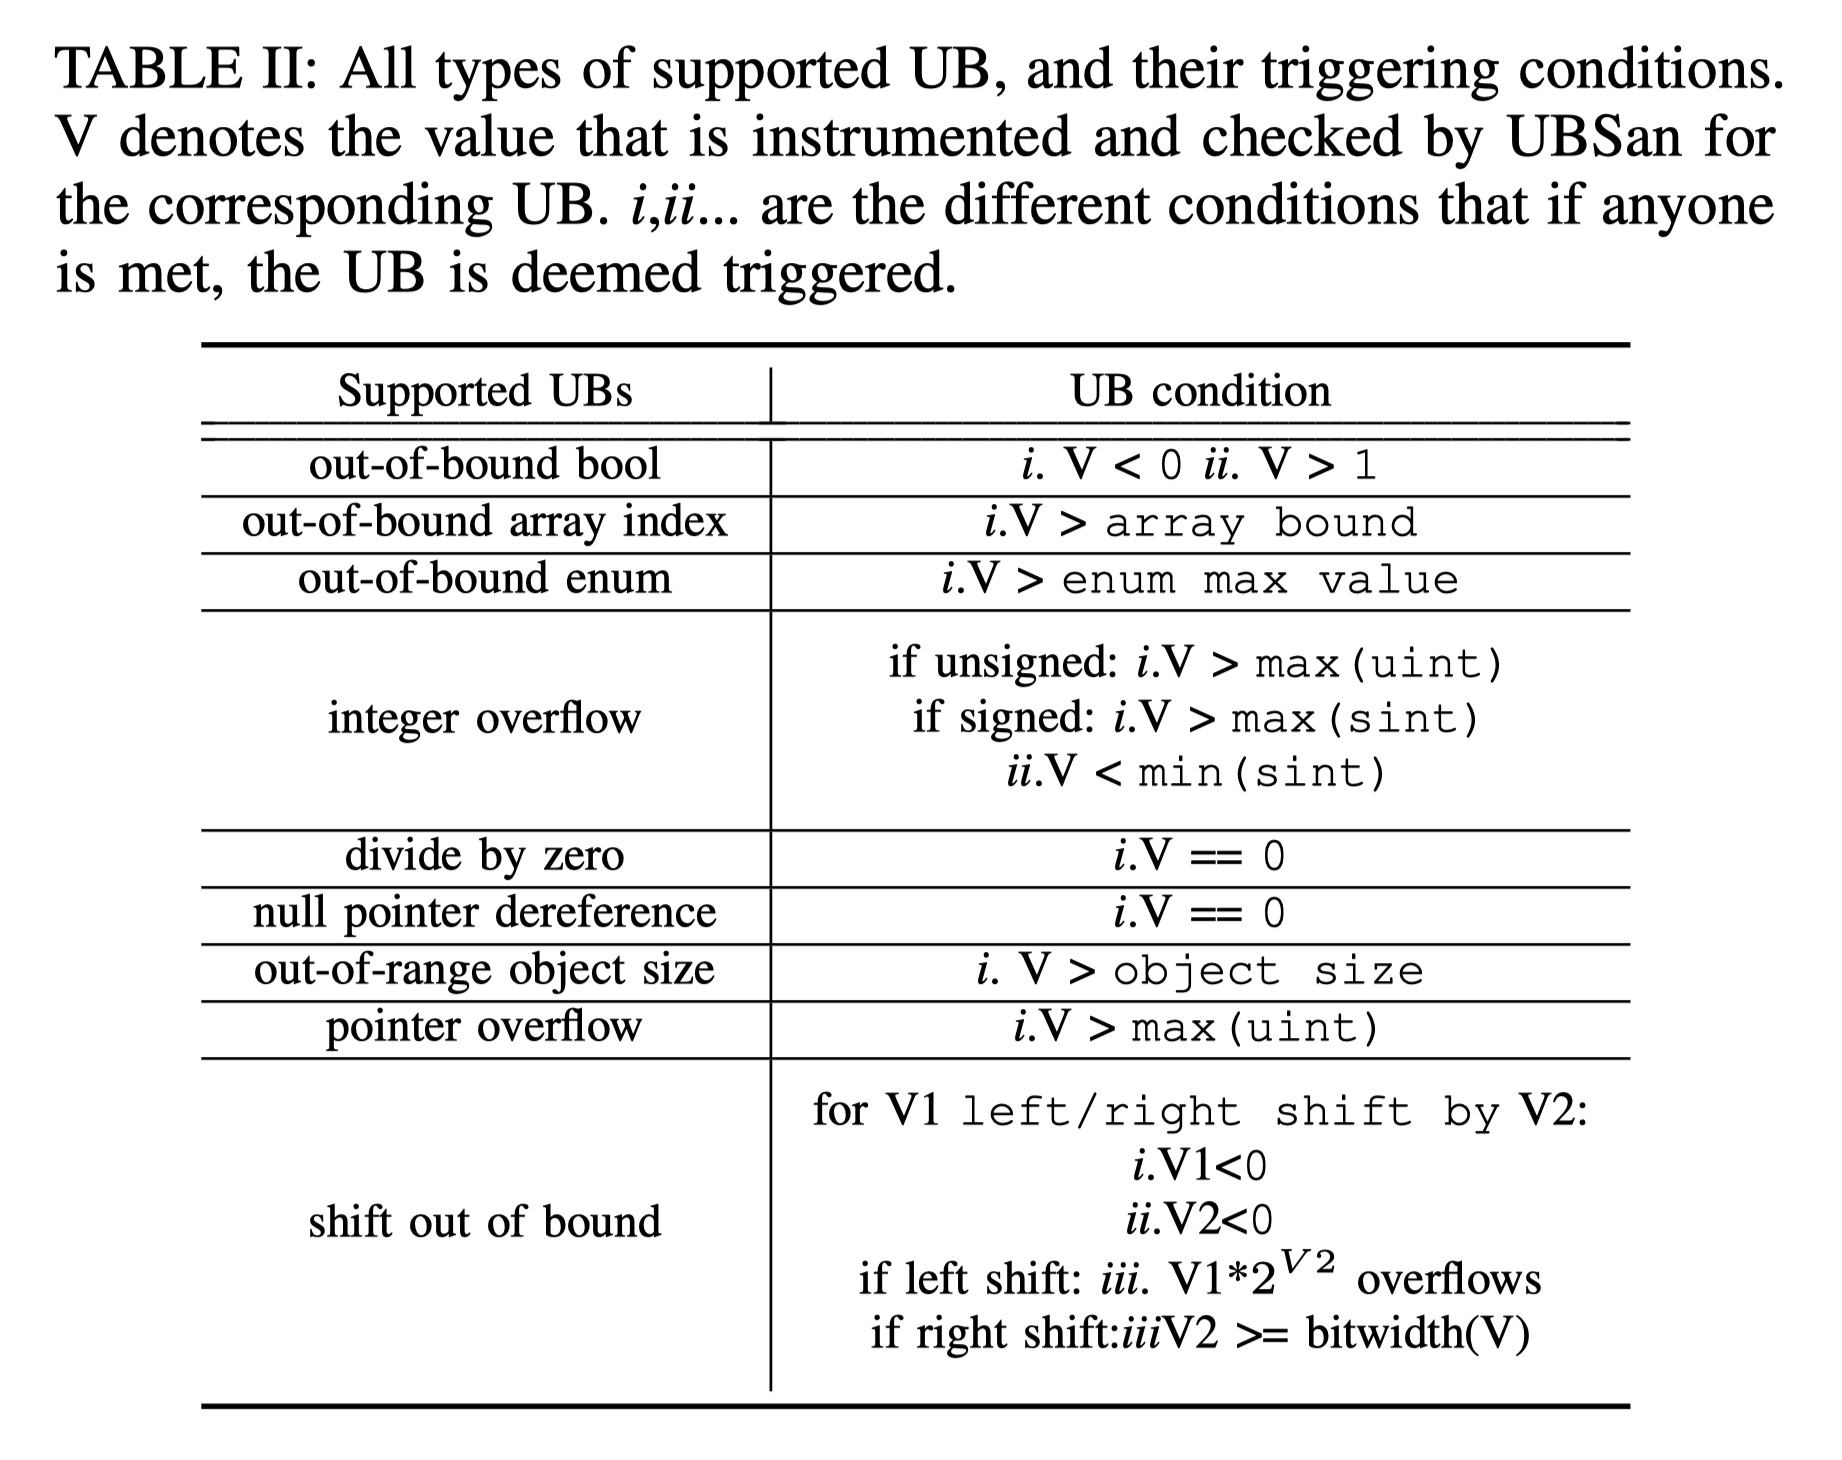 TABLE II: All types of supported UB, and their triggering conditions.
V denotes the value that is instrumented and checked by UBSan for
the corresponding UB. i,ii... are the different conditions that if anyone
is met, the UB is deemed triggered.
Supported UBs | UB condition
out-of-bound bool | i. V < 0 ii. V > 1
out-of-bound array index | i.V > array bound
out-of-bound enum | i.V > enum max value
if unsigned: i.V > max(uint)
integer overflow | if signed: i.V > max(sint)
ii.V < min(sint)
divide by zero | i.V == 0
null pointer dereference | i.V == 0
out-of-range object size | i. V > object size
pointer overflow | i.V > max(uint)
for V1 left/right shift by V2:
i.V1<0
shift out of bound | ii.V2<0
if left shift: iii. V1*2^{V2} overflows
if right shift:iiiV2 >= bitwidth(V)